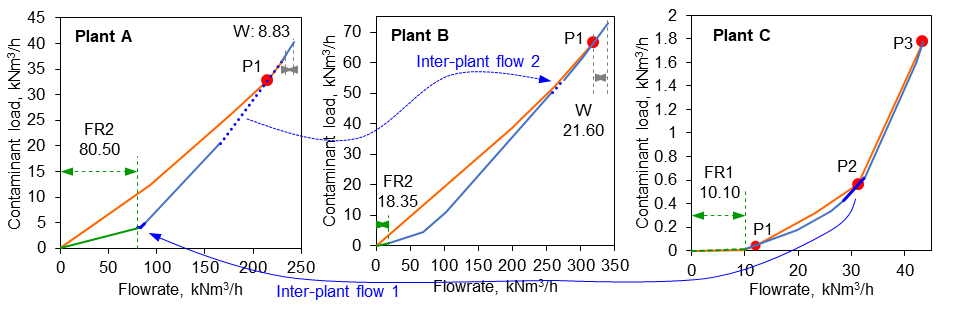 Plant A
W: 8.83
P1
FR2
80.50
Contaminant load, kNm³/h
45
40
35
30
25
20
15
10
5
0
0
50
100
150
200
250
Flowrate, kNm³/h
Plant B
P1
Inter-plant flow 2
W
21.60
FR2
18.35
Contaminant load, kNm³/h
70
60
50
40
30
20
10
0
0
50
100
150
200
250
300
350
Flowrate, kNm³/h
Inter-plant flow 1
Plant C
P3
P2
P1
FR1
10.10
Contaminant load, kNm³/h
2
1.8
1.6
1.4
1.2
1
0.8
0.6
0.4
0.2
0
0
10
20
30
40
Flowrate, kNm³/h